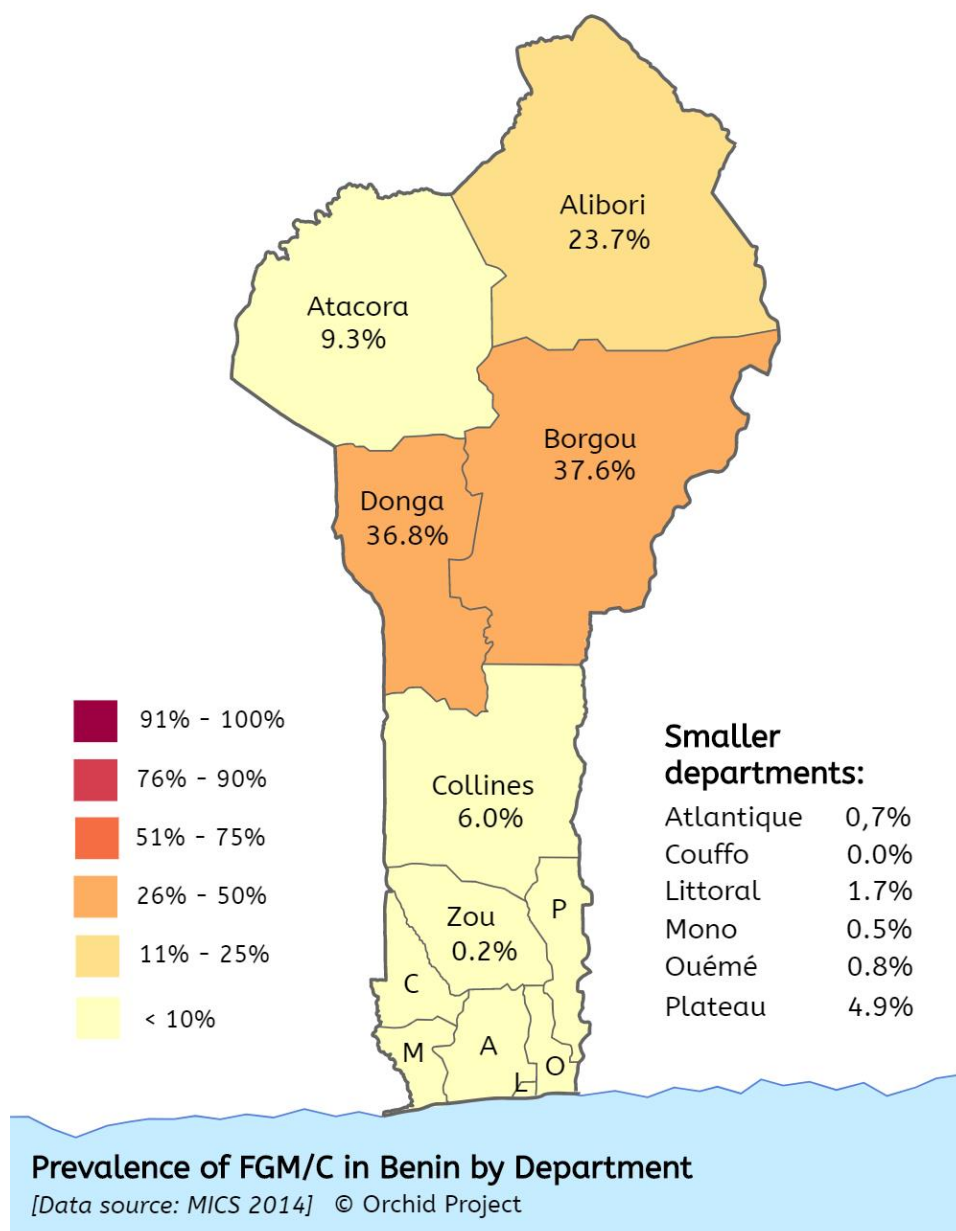 Alibori
23.7%
Atacora
9.3%
Borgou
37.6%
Donga
36.8%
91% - 100%
76% - 90%
51% - 75%
26% - 50%
11% - 25%
< 10%
Collines
6.0%
Zou
0.2%
P
C
M
A
L
O
Smaller
departments:
Atlantique 0,7%
Couffo 0.0%
Littoral 1.7%
Mono 0.5%
Ouémé 0.8%
Plateau 4.9%
Prevalence of FGM/C in Benin by Department
[Data source: MICS 2014] © Orchid Project